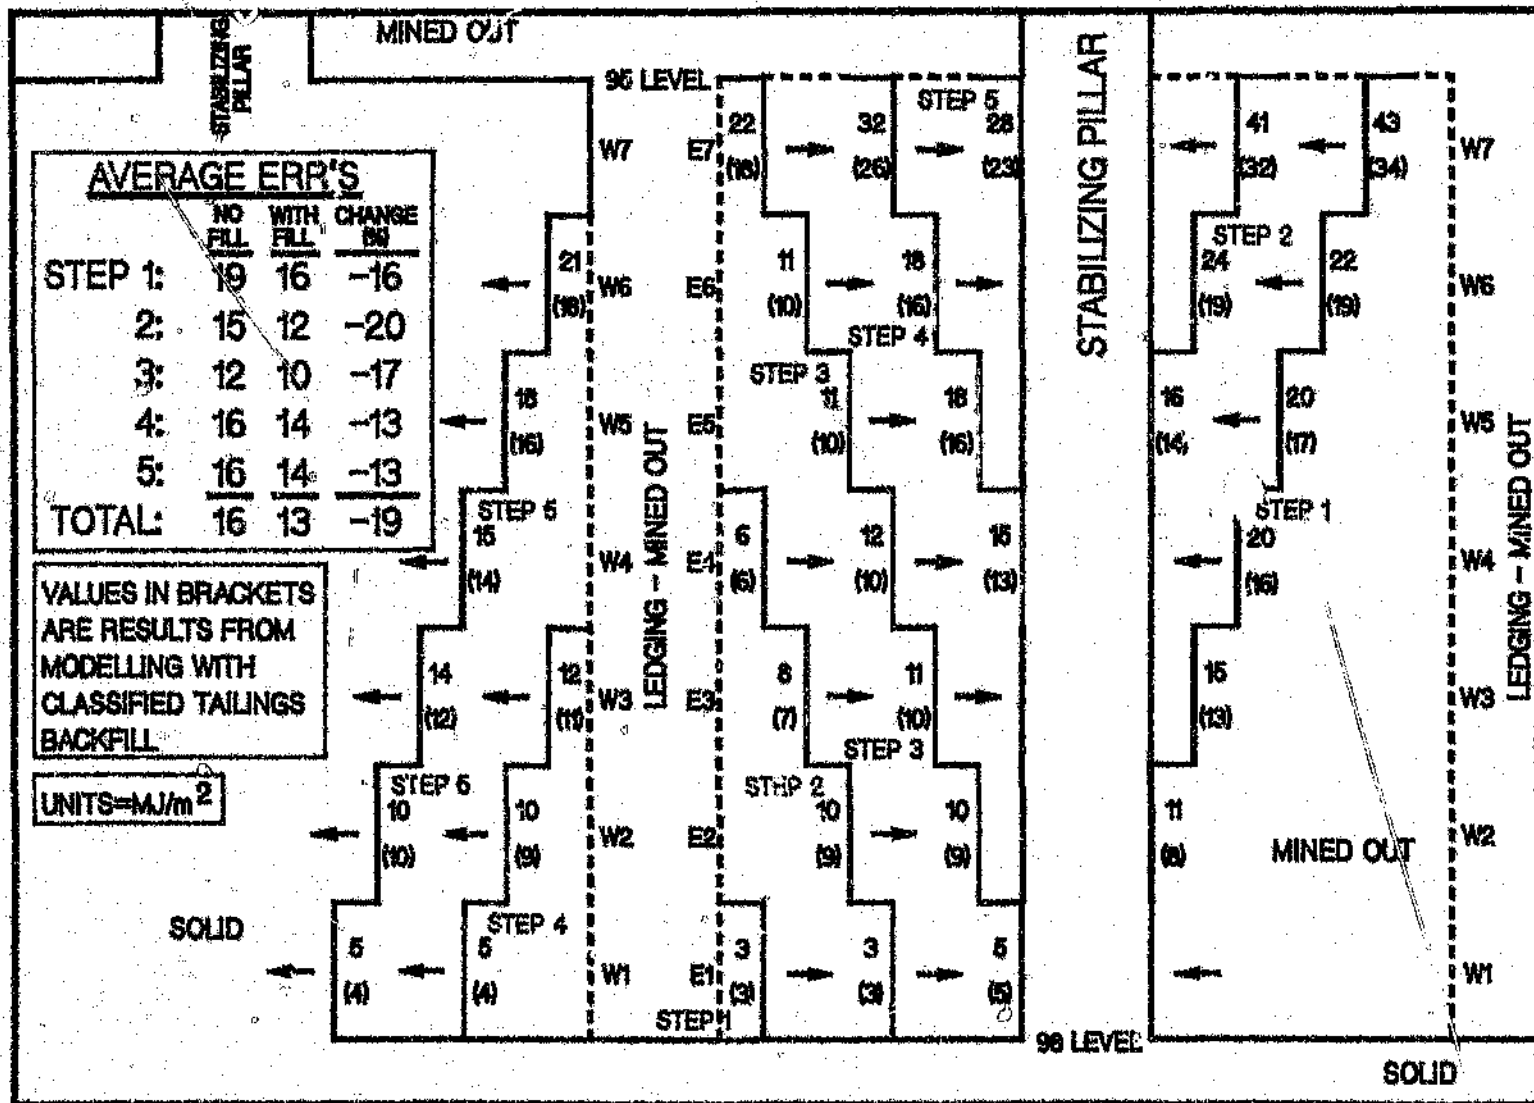 MINED OUT
STABILIZING
PILLAR
95 LEVEL
AVERAGE ERR'S
NO FILL WITH FILL CHANGE (%)
STEP 1: 19 16 -16
2: 15 12 -20
3: 12 10 -17
4: 16 14 -13
5: 16 14 -13
TOTAL: 16 13 -19
VALUES IN BRACKETS
ARE RESULTS FROM
MODELLING WITH
CLASSIFIED TAILINGS
BACKFILL
UNITS=MJ/m²
SOLID
21
(18)
18
(16)
STEP 5
15
(14)
14
(12)
12
(11)
STEP 5
10
(10)
10
(9)
STEP 4
5
(4)
5
(4)
W7
W6
W5
W4
W3
W2
W1
LEDGING - MINED OUT
E7
E6
E5
E4
E3
E2
E1
STEP 1
STEP 5
22
(18)
32
(26)
28
(23)
11
(10)
18
(16)
STEP 4
STEP 3
11
(10)
18
(16)
6
(6)
12
(10)
15
(13)
8
(7)
11
(10)
STEP 3
STEP 2
10
(9)
10
(9)
3
(3)
3
(3)
5
(5)
STABILIZING PILLAR
98 LEVEL
41
(32)
43
(34)
STEP 2
24
(19)
22
(19)
16
(14)
20
(17)
STEP 1
20
(16)
15
(13)
11
(8)
MINED OUT
W7
W6
W5
W4
W3
W2
W1
LEDGING - MINED OUT
SOLID